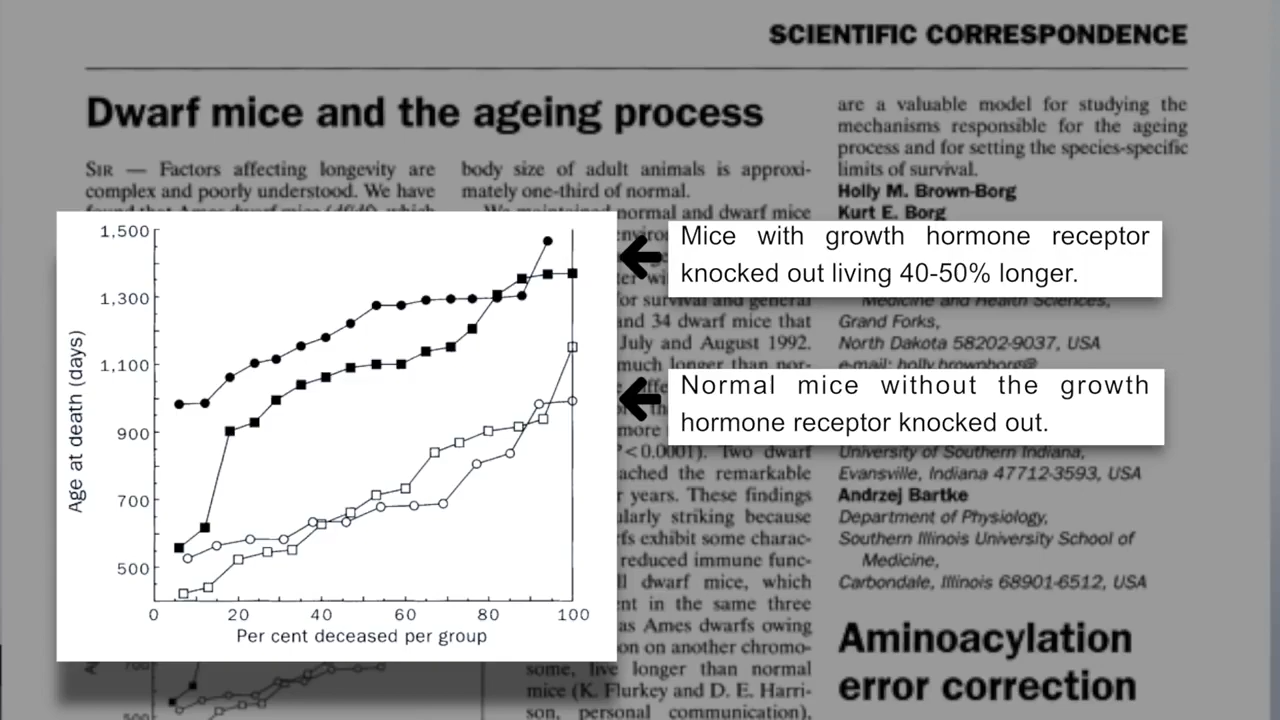 SCIENTIFIC CORRESPONDENCE
Dwarf mice and the ageing process
SIR — Factors affecting longevity are
complex and poorly understood. We have
body size of adult animals is approxi-
mately one-third of normal.
normal and dwarf mice
are a valuable model for studying the
mechanisms responsible for the ageing
process and for setting the species-specific
limits of survival.
Holly M. Brown-Borg
Kurt E. Borg
1,500
1,300
1,100
900
700
500
0 20 40 60 80 100
Age at death (days)
Per cent deceased per group
Mice with growth hormone receptor
knocked out living 40-50% longer.
Normal mice without the growth
hormone receptor knocked out.
for survival and general
and 34 dwarf mice that
July and August 1992.
much longer than nor-
more
P<0.0001). Two dwarf
reached the remarkable
years. These findings
exhibit some charac-
reduced immune func-
dwarf mice, which
in the same three
as Ames dwarfs owing
on another chromo-
some, live longer than normal
mice (K. Flurkey and D. E. Harri-
son, personal communication),
Medicine and Health Sciences,
Grand Forks,
North Dakota 58202-9037, USA
e-mail: holly.brownborg@
University of Southern Indiana,
Evansville, Indiana 47712-3593, USA
Andrzej Bartke
Department of Physiology,
Southern Illinois University School of
Medicine,
Carbondale, Illinois 68901-6512, USA
Aminoacylation
error correction